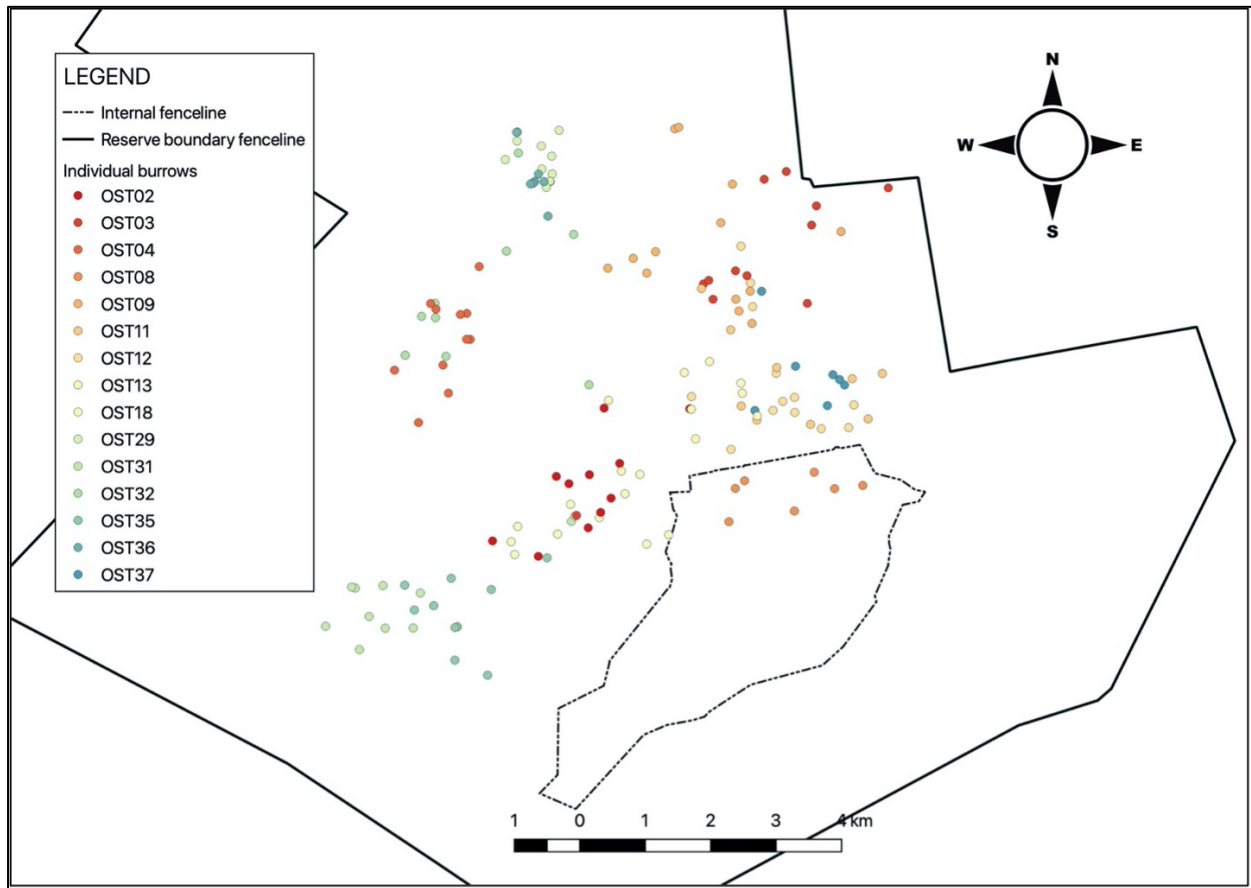 N
W E
S
LEGEND
Internal fenceline
Reserve boundary fenceline
Individual burrows
OST02
OST03
OST04
OST08
OST09
OST11
OST12
OST13
OST18
OST29
OST31
OST32
OST35
OST36
OST37
1 0 1 2 3 4 km